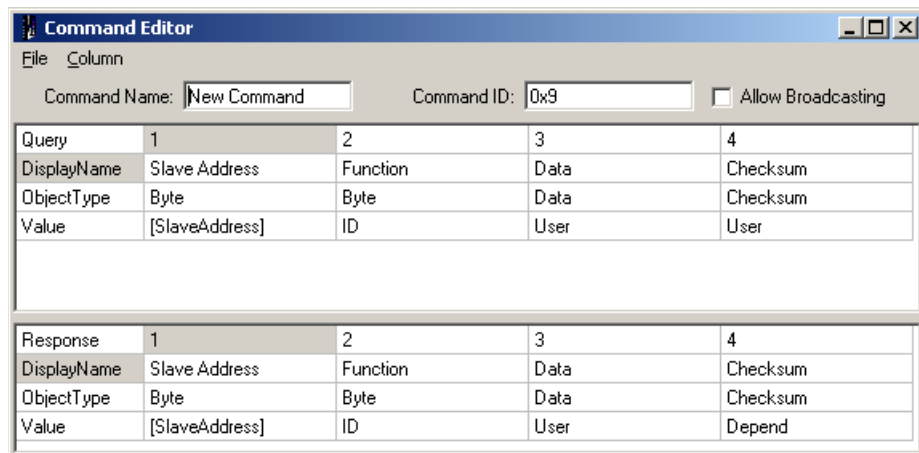 Command Editor
File Column
Command Name: New Command Command ID: 0x9 Allow Broadcasting
Query 1 2 3 4
DisplayName Slave Address Function Data Checksum
ObjectType Byte Byte Data Checksum
Value [SlaveAddress] ID User User
Response 1 2 3 4
DisplayName Slave Address Function Data Checksum
ObjectType Byte Byte Data Checksum
Value [SlaveAddress] ID User Depend